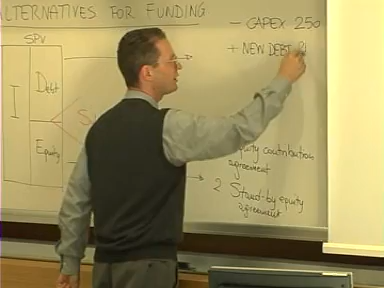 ALTERNATIVES FOR FUNDING
- CAPEX 250
SPV
+ NEW DEBT
Debt
I
S
Equity
Equity contribution
agreement
2 Stand-by equity
agreement